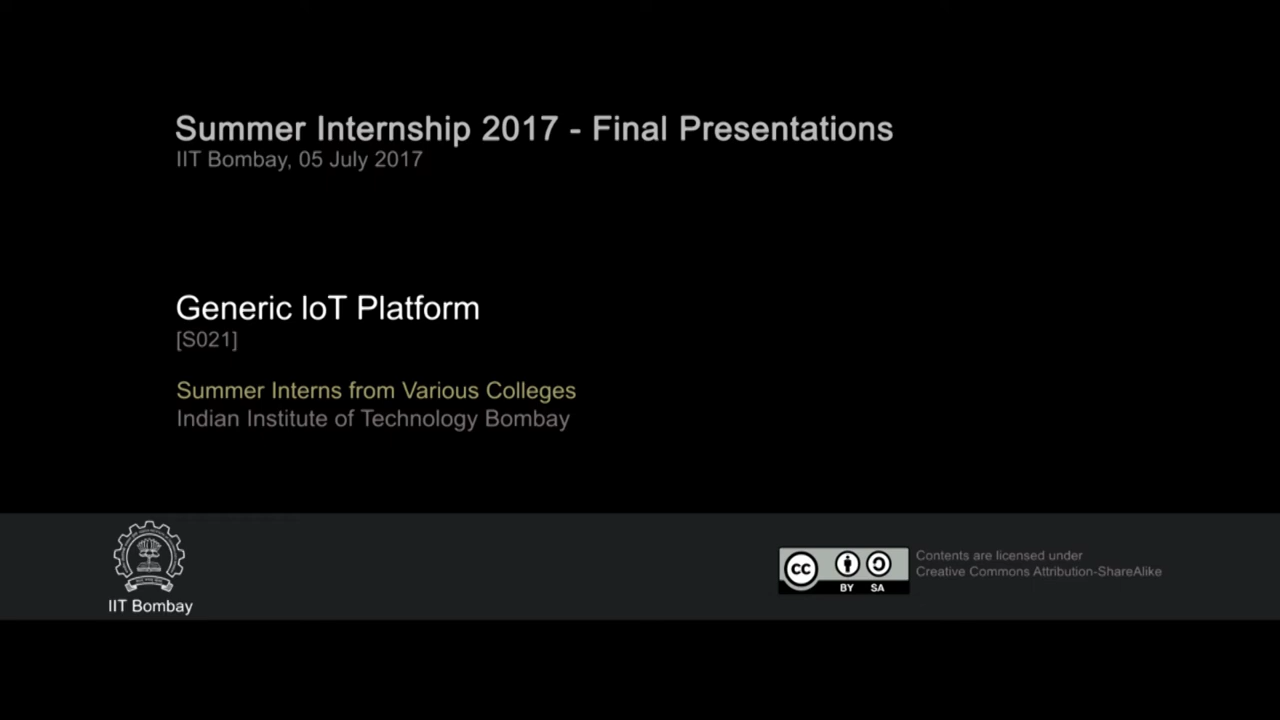 Summer Internship 2017 - Final Presentations
IIT Bombay, 05 July 2017
Generic IoT Platform
[S021]
Summer Interns from Various Colleges
Indian Institute of Technology Bombay
IIT Bombay
cc
BY SA
Contents are licensed under
Creative Commons Attribution-ShareAlike